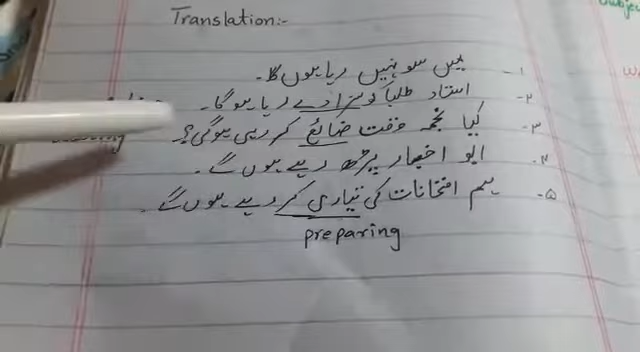 Translation:-
۱- میں سو نہیں رہا ہوں گا۔
۲- استاد طلبا کو سزا دے رہا ہو گا۔
۳- کیا نجمہ وقت ضائع کر رہی ہوگی؟
۴- ابو اخبار پڑھ رہے ہوں گے۔
۵- ہم امتحانات کی تیاری کر رہے ہوں گے۔
preparing